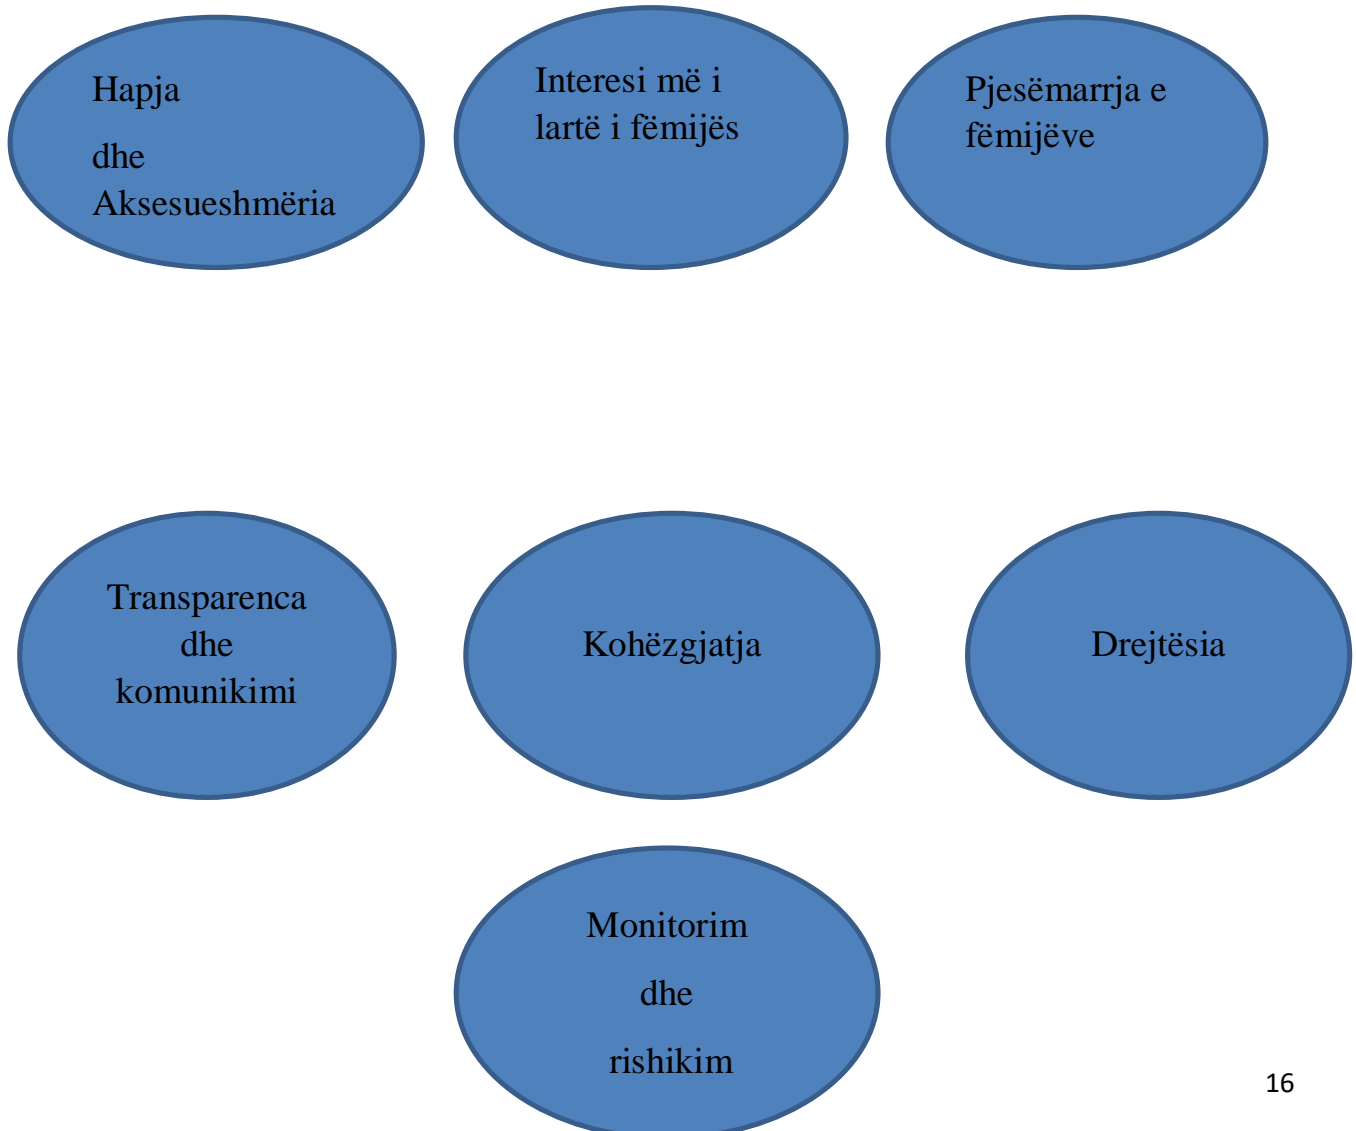 Hapja
dhe
Aksesueshmëria
Interesi më i
lartë i fëmijës
Pjesëmarrja e
fëmijëve
Transparenca
dhe
komunikimi
Kohëzgjatja
Drejtësia
Monitorim
dhe
rishikim
16